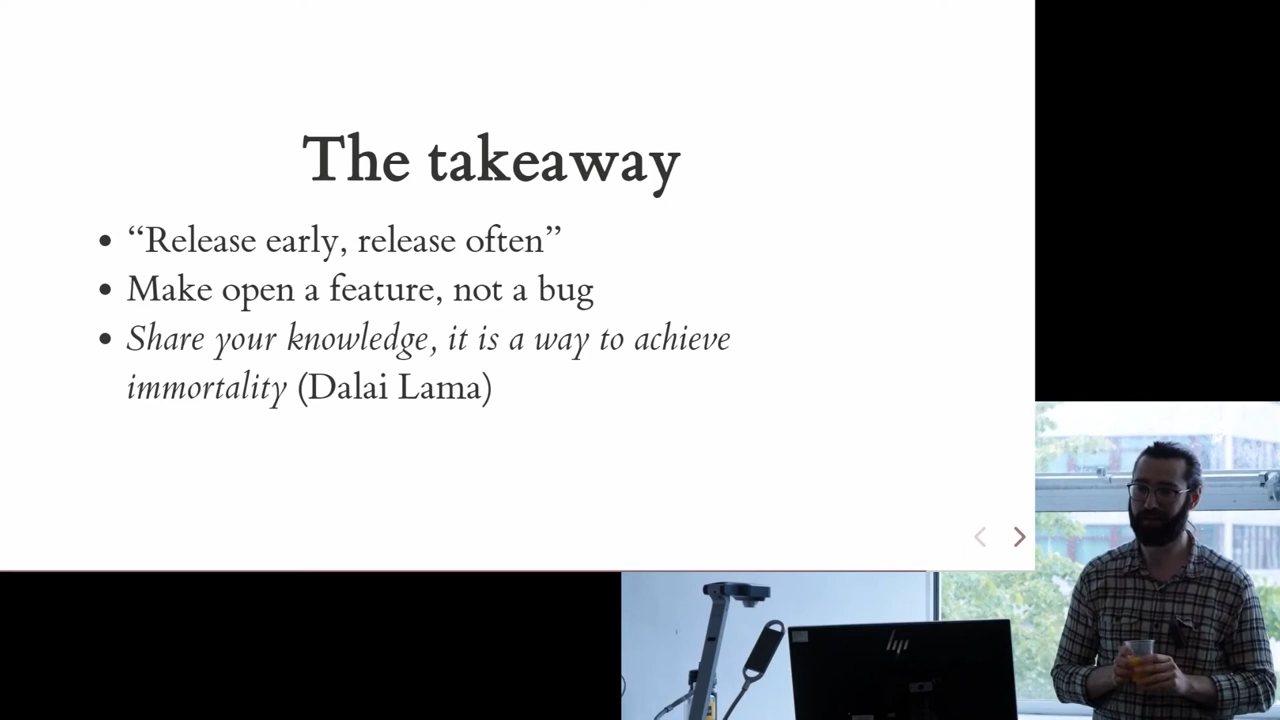 The takeaway
“Release early, release often”
Make open a feature, not a bug
Share your knowledge, it is a way to achieve
immortality (Dalai Lama)
hp